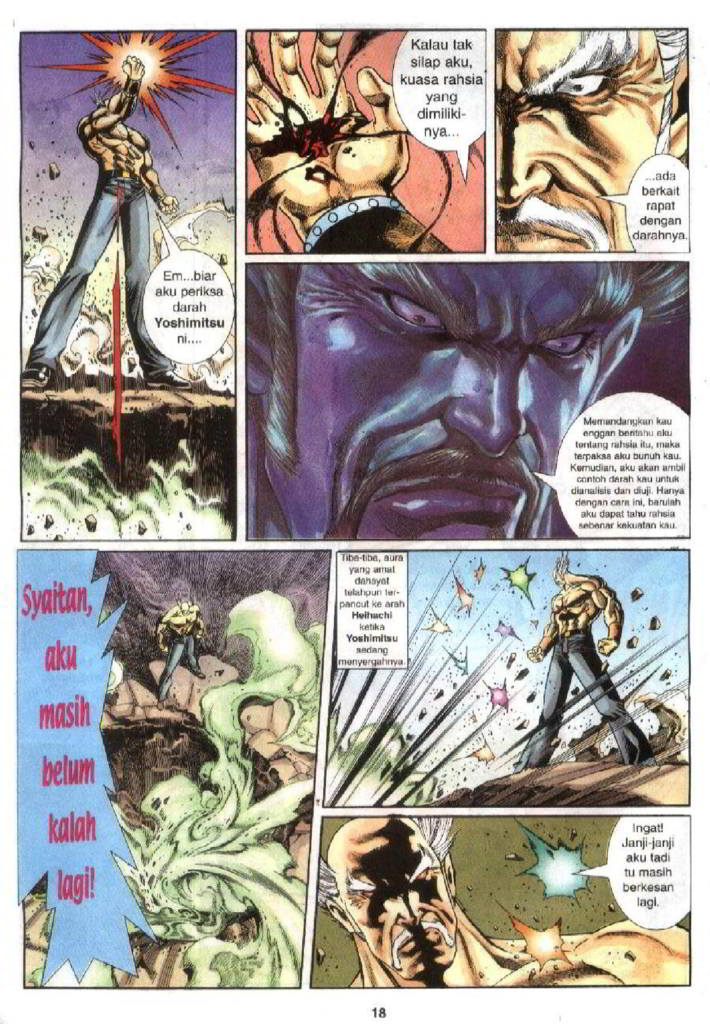 Em...biar
aku periksa
darah
Yoshimitsu
ni....
Kalau tak
silap aku,
kuasa rahsia
yang
dimiliki-
nya...
...ada
berkait
rapat
dengan
darahnya.
Memandangkan kau
enggan beritahu aku
tentang rahsia itu, maka
terpaksa aku bunuh kau.
Kemudian, aku akan ambil
contoh darah kau untuk
dianalisis dan diuji. Hanya
dengan cara ini, barulah
aku dapat tahu rahsia
sebenar kekuatan kau.
Syaitan,
aku
masih
belum
kalah
lagi!
Tiba-tiba, aura
yang amat
dahsyat
telahpun ter-
pancut ke arah
Heihachi
ketika
Yoshimitsu
sedang
menyergahnya.
Ingat!
Janji-janji
aku tadi
tu masih
berkesan
lagi.
18